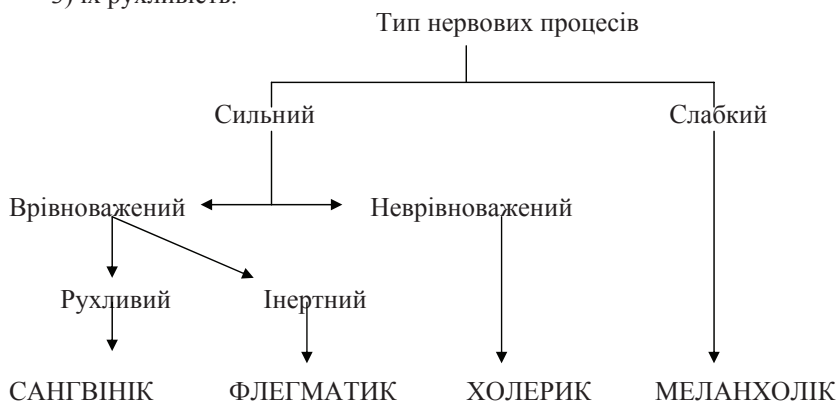 3) їх рухливість.
Тип нервових процесів
Сильний Слабкий
Врівноважений Неврівноважений
Рухливий Інертний
САНГВІНІК ФЛЕГМАТИК ХОЛЕРИК МЕЛАНХОЛІК